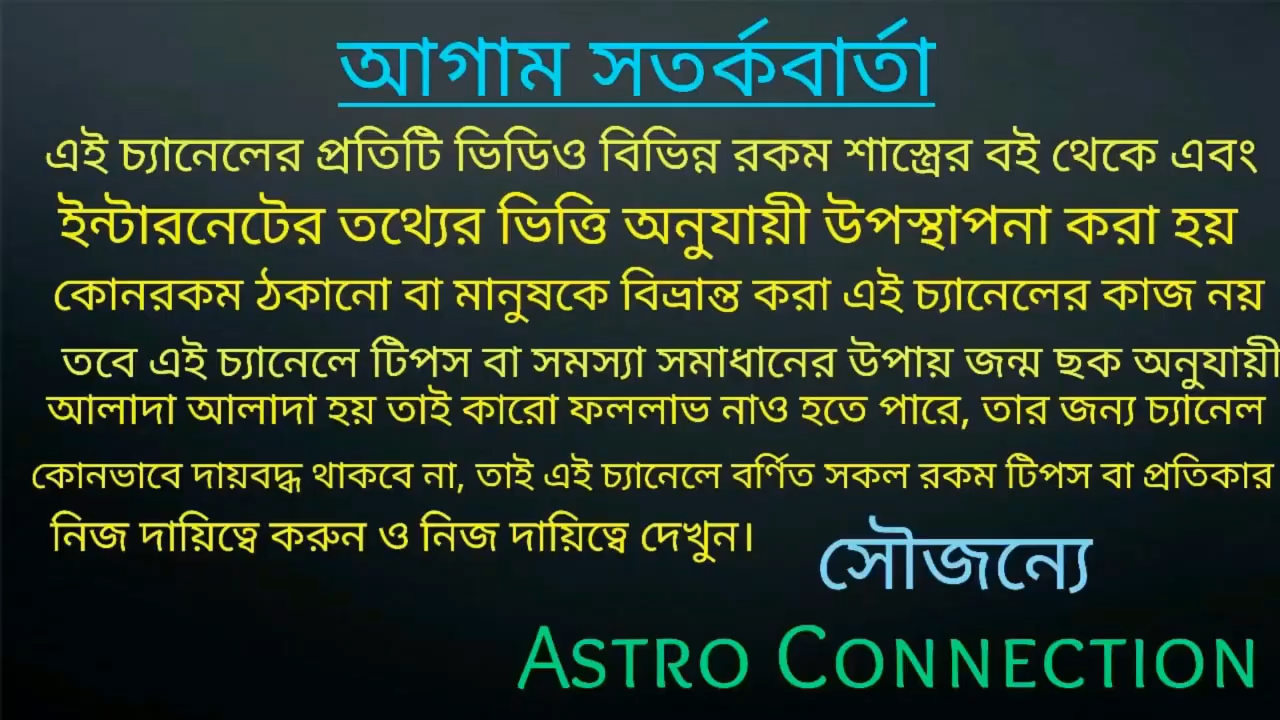 আগাম সতর্কবার্তা
এই চ্যানেলের প্রতিটি ভিডিও বিভিন্ন রকম শাস্ত্রের বই থেকে এবং
ইন্টারনেটের তথ্যের ভিত্তি অনুযায়ী উপস্থাপনা করা হয়
কোনরকম ঠকানো বা মানুষকে বিভ্রান্ত করা এই চ্যানেলের কাজ নয়
তবে এই চ্যানেলে টিপস বা সমস্যা সমাধানের উপায় জন্ম ছক অনুযায়ী
আলাদা আলাদা হয় তাই কারো ফললাভ নাও হতে পারে, তার জন্য চ্যানেল
কোনভাবে দায়বদ্ধ থাকবে না, তাই এই চ্যানেলে বর্ণিত সকল রকম টিপস বা প্রতিকার
নিজ দায়িত্বে করুন ও নিজ দায়িত্বে দেখুন।
সৌজন্যে
ASTRO CONNECTION